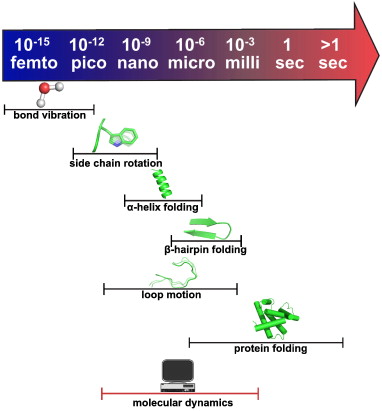 10-15 10-12 10-9 10-6 10-3 1 >1
femto pico nano micro milli sec sec
bond vibration
side chain rotation
α-helix folding
β-hairpin folding
loop motion
protein folding
molecular dynamics